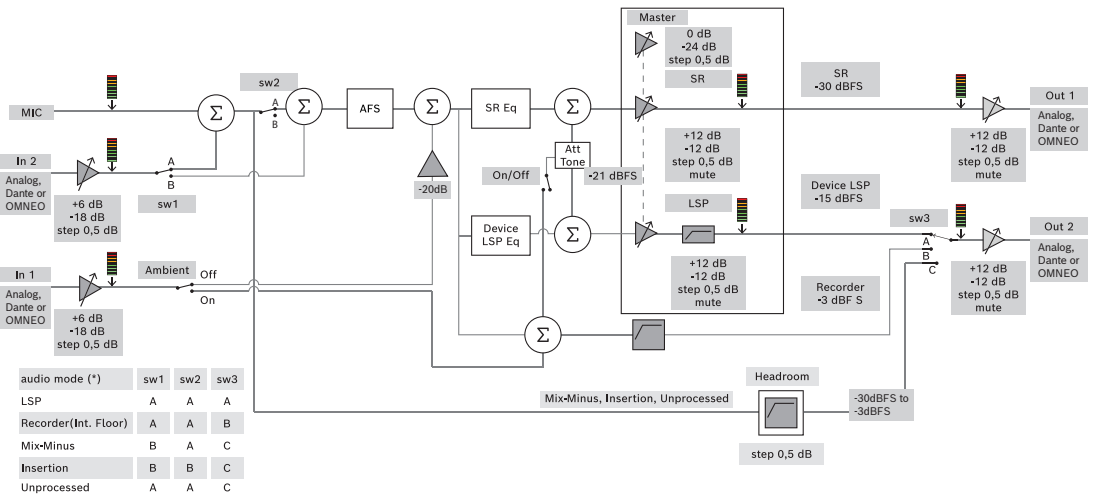 Master
0 dB
-24 dB
step 0,5 dB
SR
SR
-30 dBFS
sw2
A
B
MIC
Σ
Σ
AFS
Σ
SR Eq
Σ
Out 1
Analog,
Dante or
OMNEO
+12 dB
-12 dB
step 0,5 dB
mute
+12 dB
-12 dB
step 0,5 dB
mute
In 2
Analog,
Dante or
OMNEO
A
B
sw1
+6 dB
-18 dB
step 0,5 dB
-20dB
On/Off
Att
Tone
-21 dBFS
LSP
Device LSP
-15 dBFS
Device
LSP Eq
Σ
sw3
A
B
C
Out 2
Analog,
Dante or
OMNEO
+12 dB
-12 dB
step 0,5 dB
mute
+12 dB
-12 dB
step 0,5 dB
mute
In 1
Analog,
Dante or
OMNEO
Ambient
Off
On
+6 dB
-18 dB
step 0,5 dB
Recorder
-3 dBF S
Σ
Headroom
Mix-Minus, Insertion, Unprocessed
-30dBFS to
-3dBFS
step 0,5 dB
audio mode (*) sw1 sw2 sw3
LSP A A A
Recorder(Int. Floor) A A B
Mix-Minus B A C
Insertion B B C
Unprocessed A A C